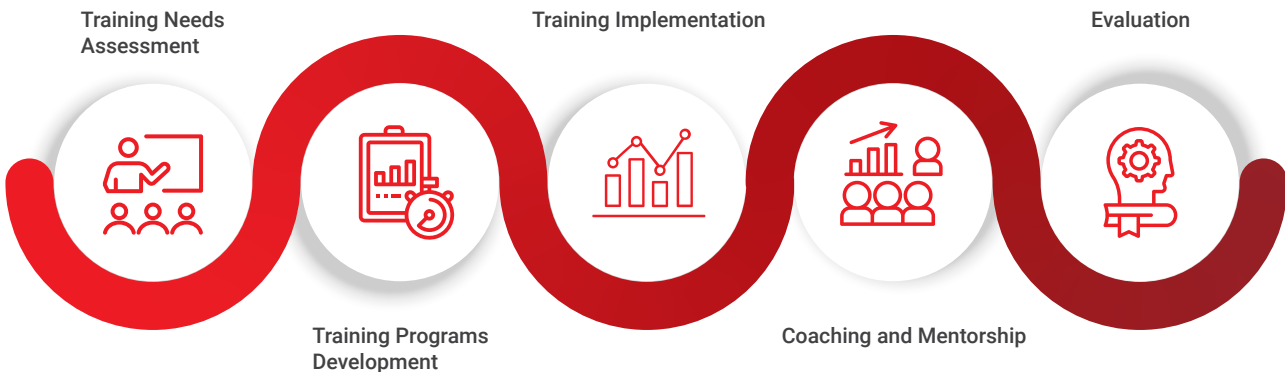 Training Needs
Assessment
Training Programs
Development
Training Implementation
Coaching and Mentorship
Evaluation